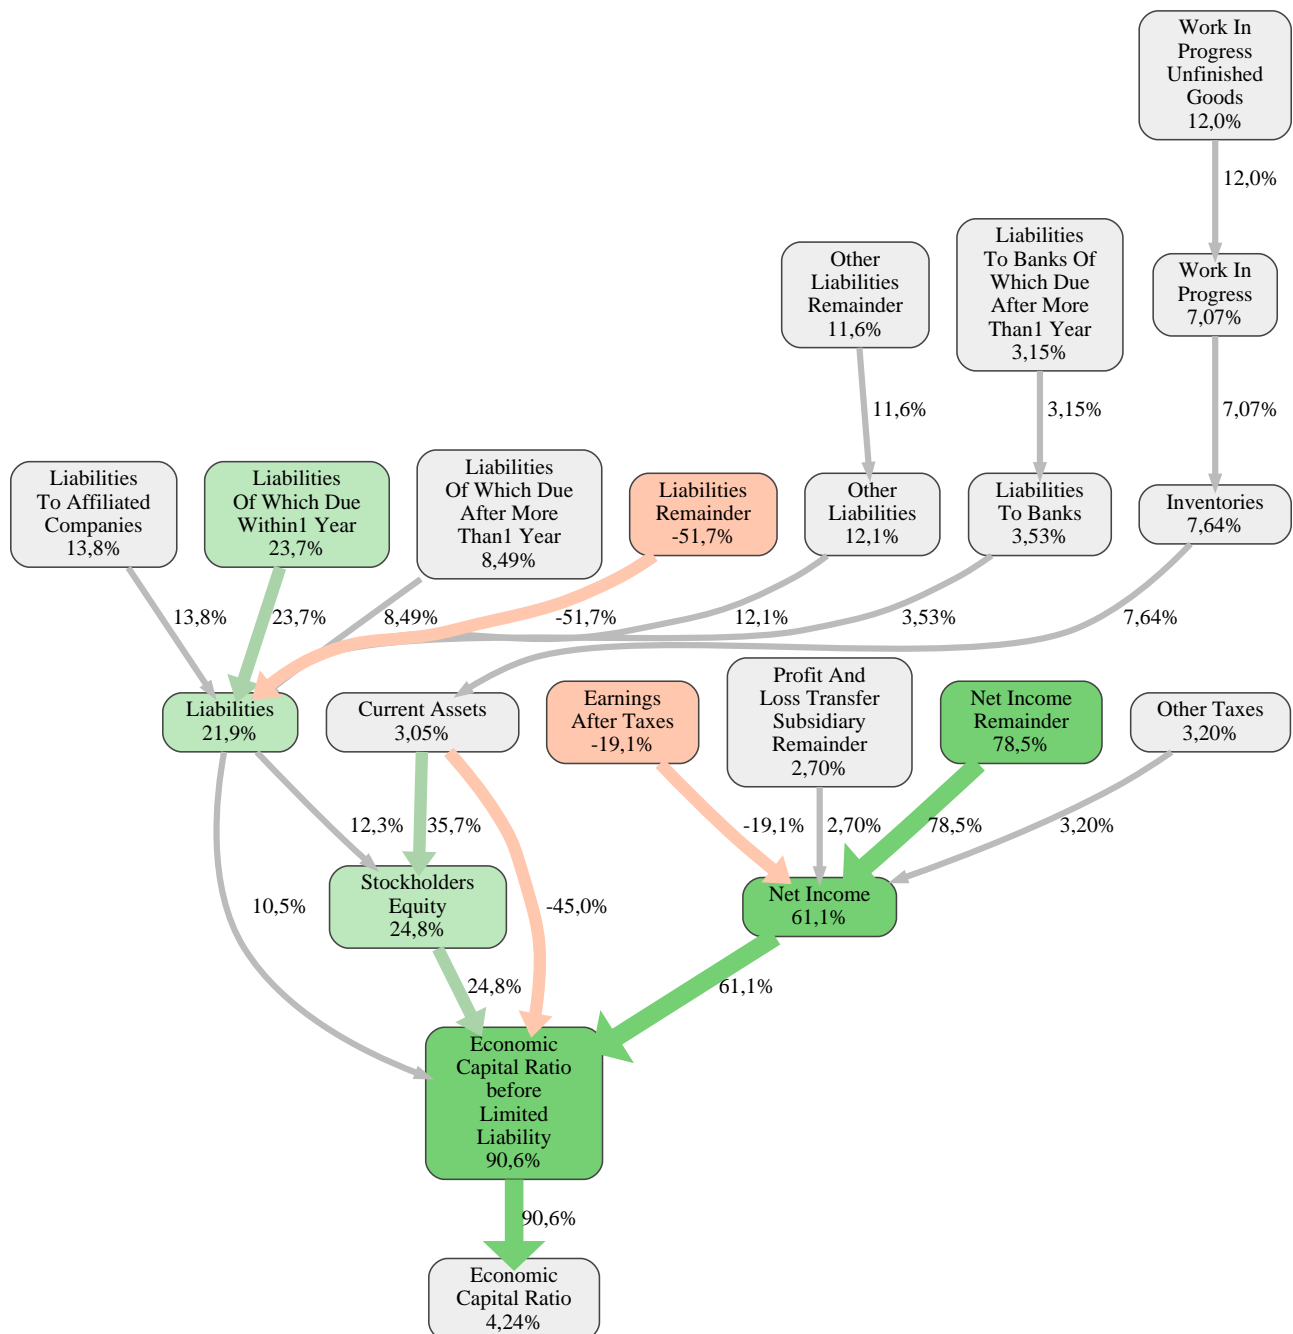 Work In
Progress
Unfinished
Goods
12,0%
12,0%
Other
Liabilities
Remainder
11,6%
Liabilities
To Banks Of
Which Due
After More
Than1 Year
3,15%
Work In
Progress
7,07%
11,6%
3,15%
7,07%
Liabilities
To Affiliated
Companies
13,8%
Liabilities
Of Which Due
Within1 Year
23,7%
Liabilities
Of Which Due
After More
Than1 Year
8,49%
Liabilities
Remainder
-51,7%
Other
Liabilities
12,1%
Liabilities
To Banks
3,53%
Inventories
7,64%
13,8%
23,7%
8,49%
-51,7%
12,1%
3,53%
7,64%
Liabilities
21,9%
Current Assets
3,05%
Earnings
After Taxes
-19,1%
Profit And
Loss Transfer
Subsidiary
Remainder
2,70%
Net Income
Remainder
78,5%
Other Taxes
3,20%
12,3%
35,7%
-19,1%
2,70%
78,5%
3,20%
Stockholders
Equity
24,8%
Net Income
61,1%
10,5%
-45,0%
24,8%
61,1%
Economic
Capital Ratio
before
Limited
Liability
90,6%
90,6%
Economic
Capital Ratio
4,24%